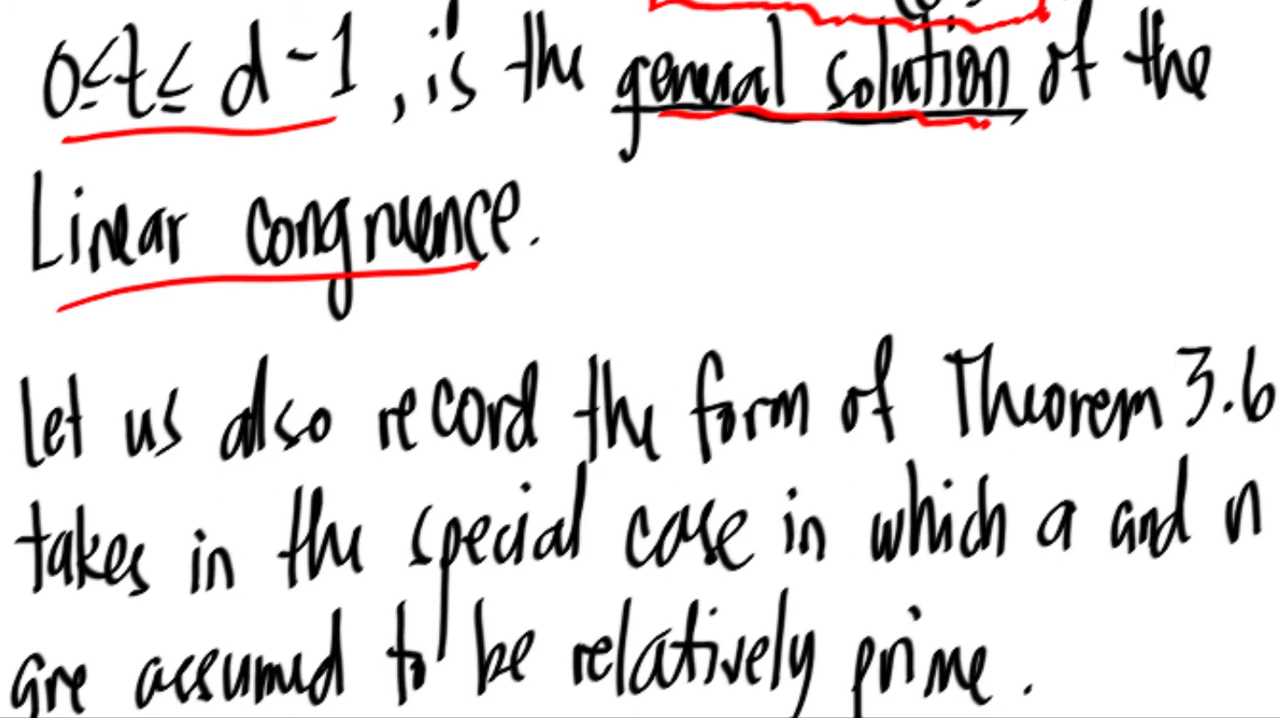 0≤t≤ d-1, is the general solution of the
Linear congruence.
Let us also record the form of Theorem 3.6
takes in the special case in which a and n
are assumed to be relatively prime.